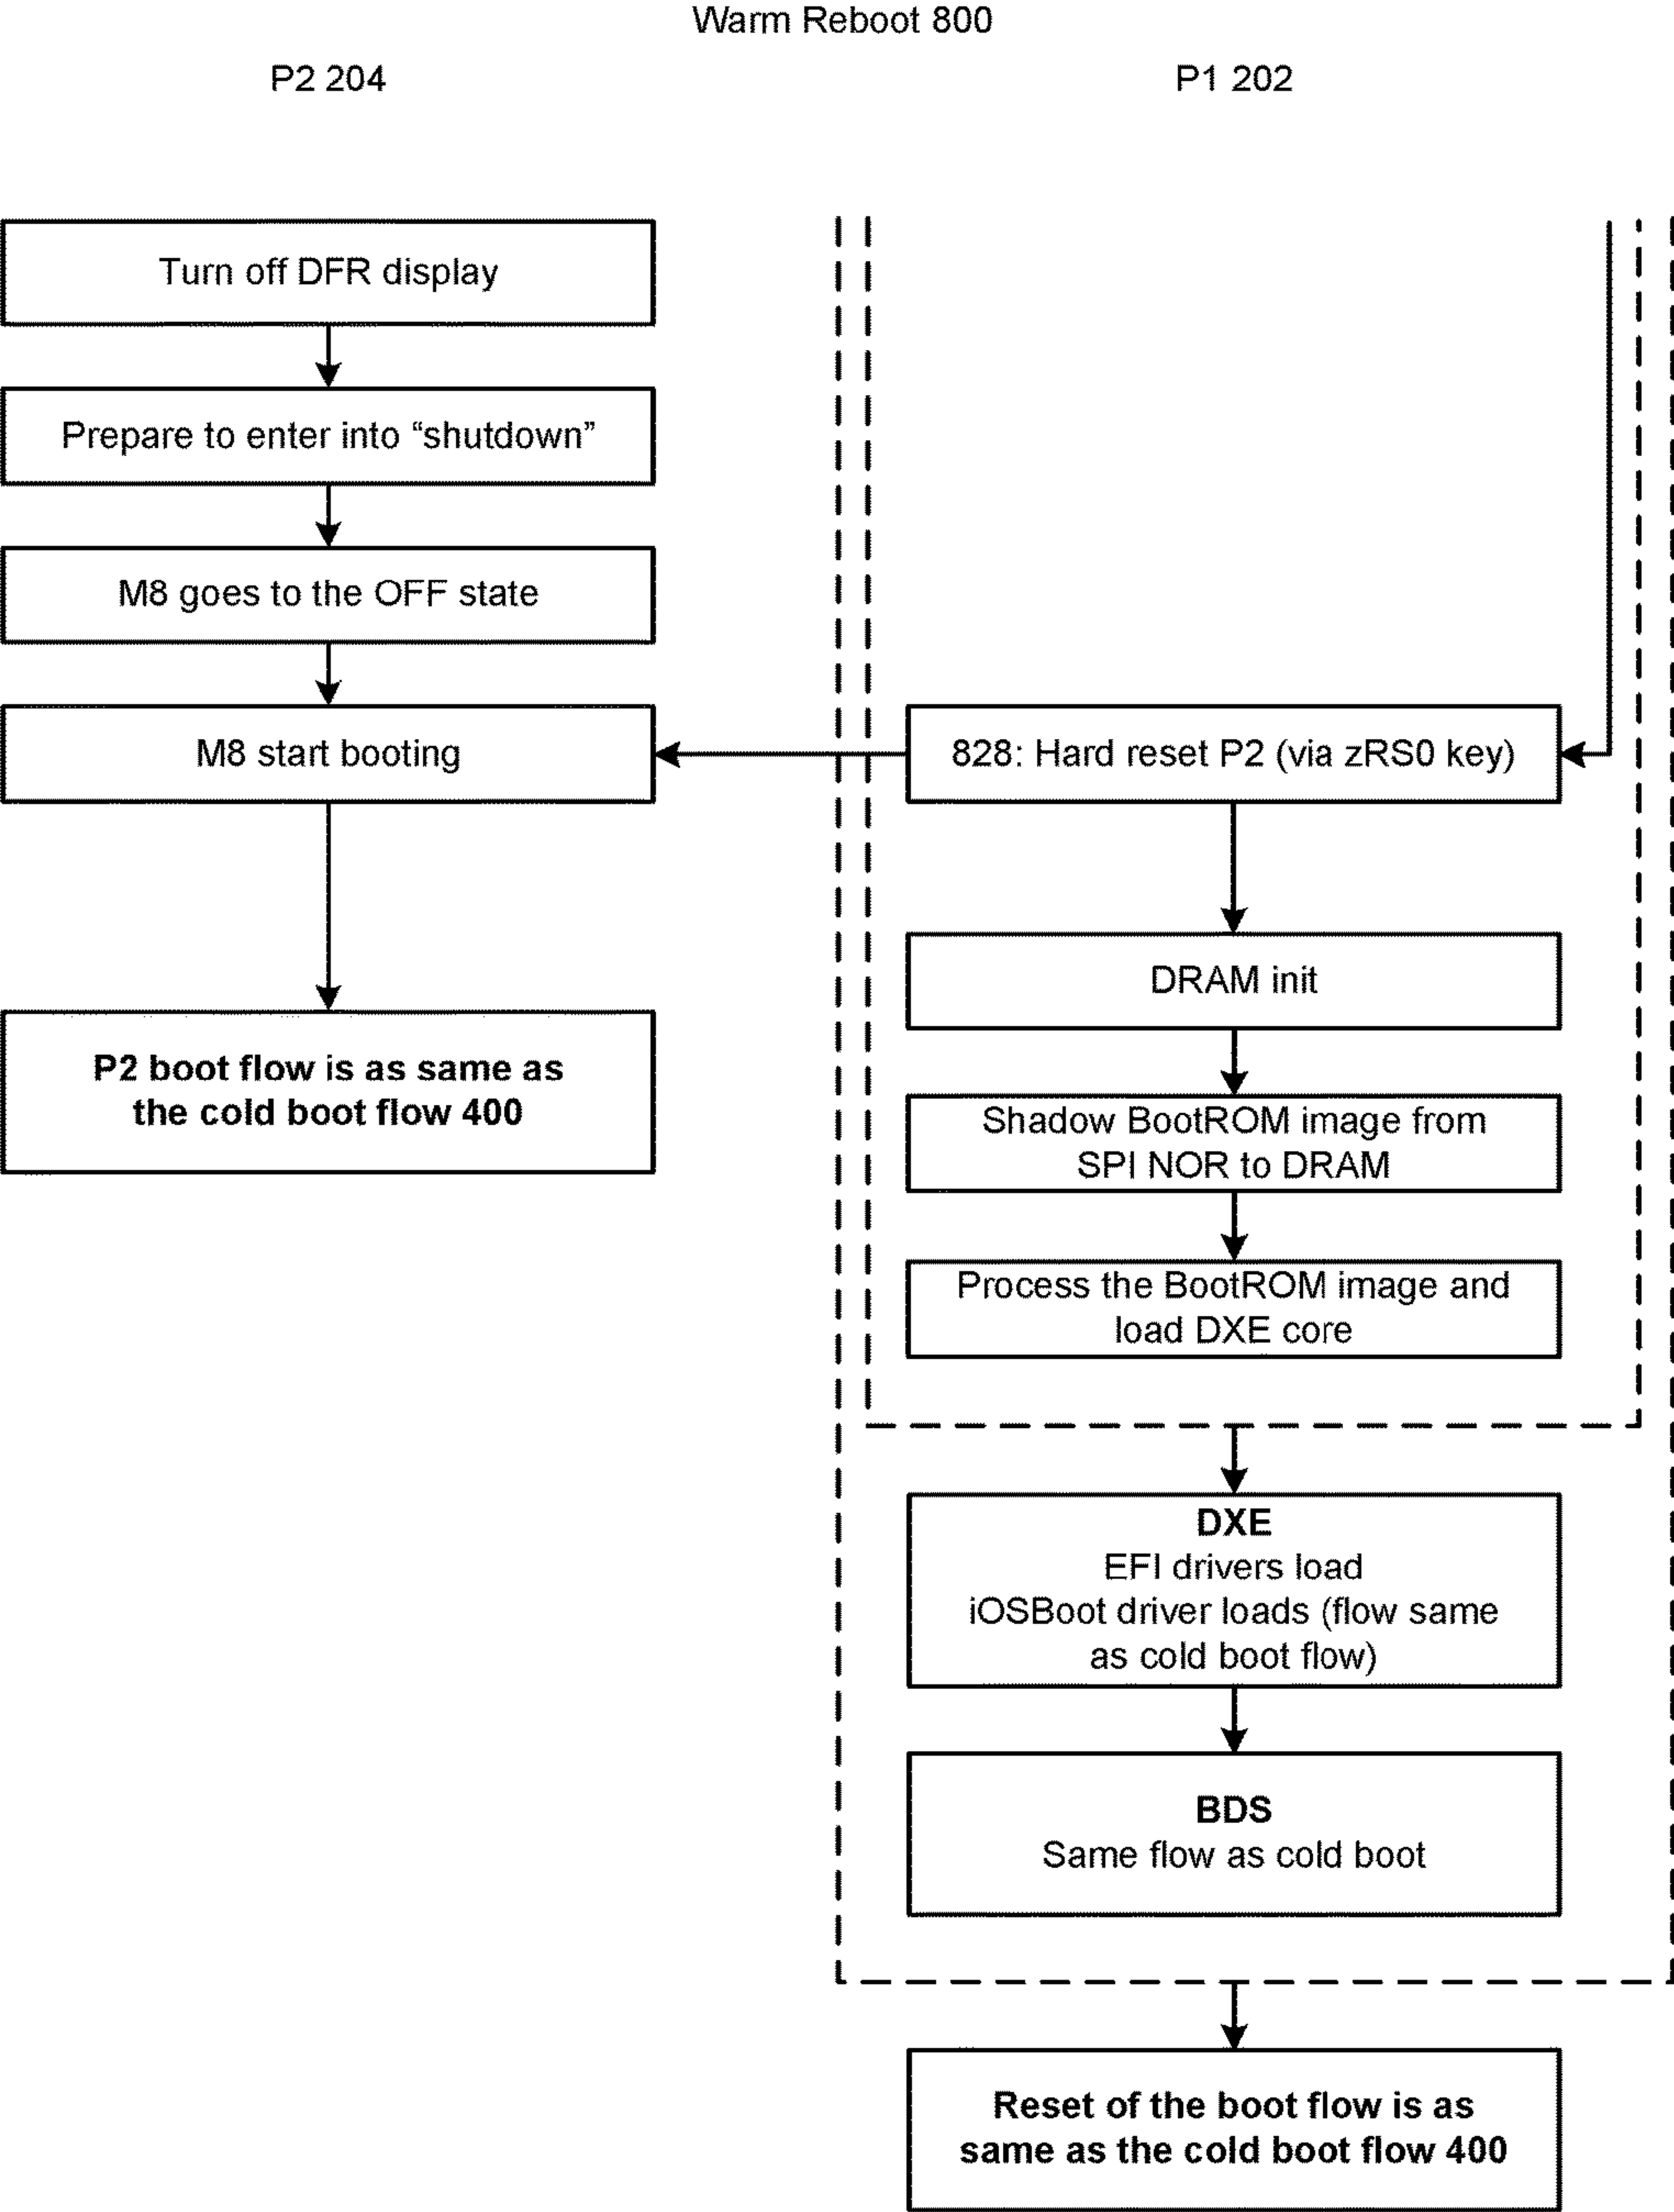 Warm Reboot 800
P2 204
P1 202
Turn off DFR display
Prepare to enter into “shutdown”
M8 goes to the OFF state
M8 start booting
828: Hard reset P2 (via zRS0 key)
DRAM init
P2 boot flow is as same as
the cold boot flow 400
Shadow BootROM image from
SPI NOR to DRAM
Process the BootROM image and
load DXE core
DXE
EFI drivers load
iOSBoot driver loads (flow same
as cold boot flow)
BDS
Same flow as cold boot
Reset of the boot flow is as
same as the cold boot flow 400